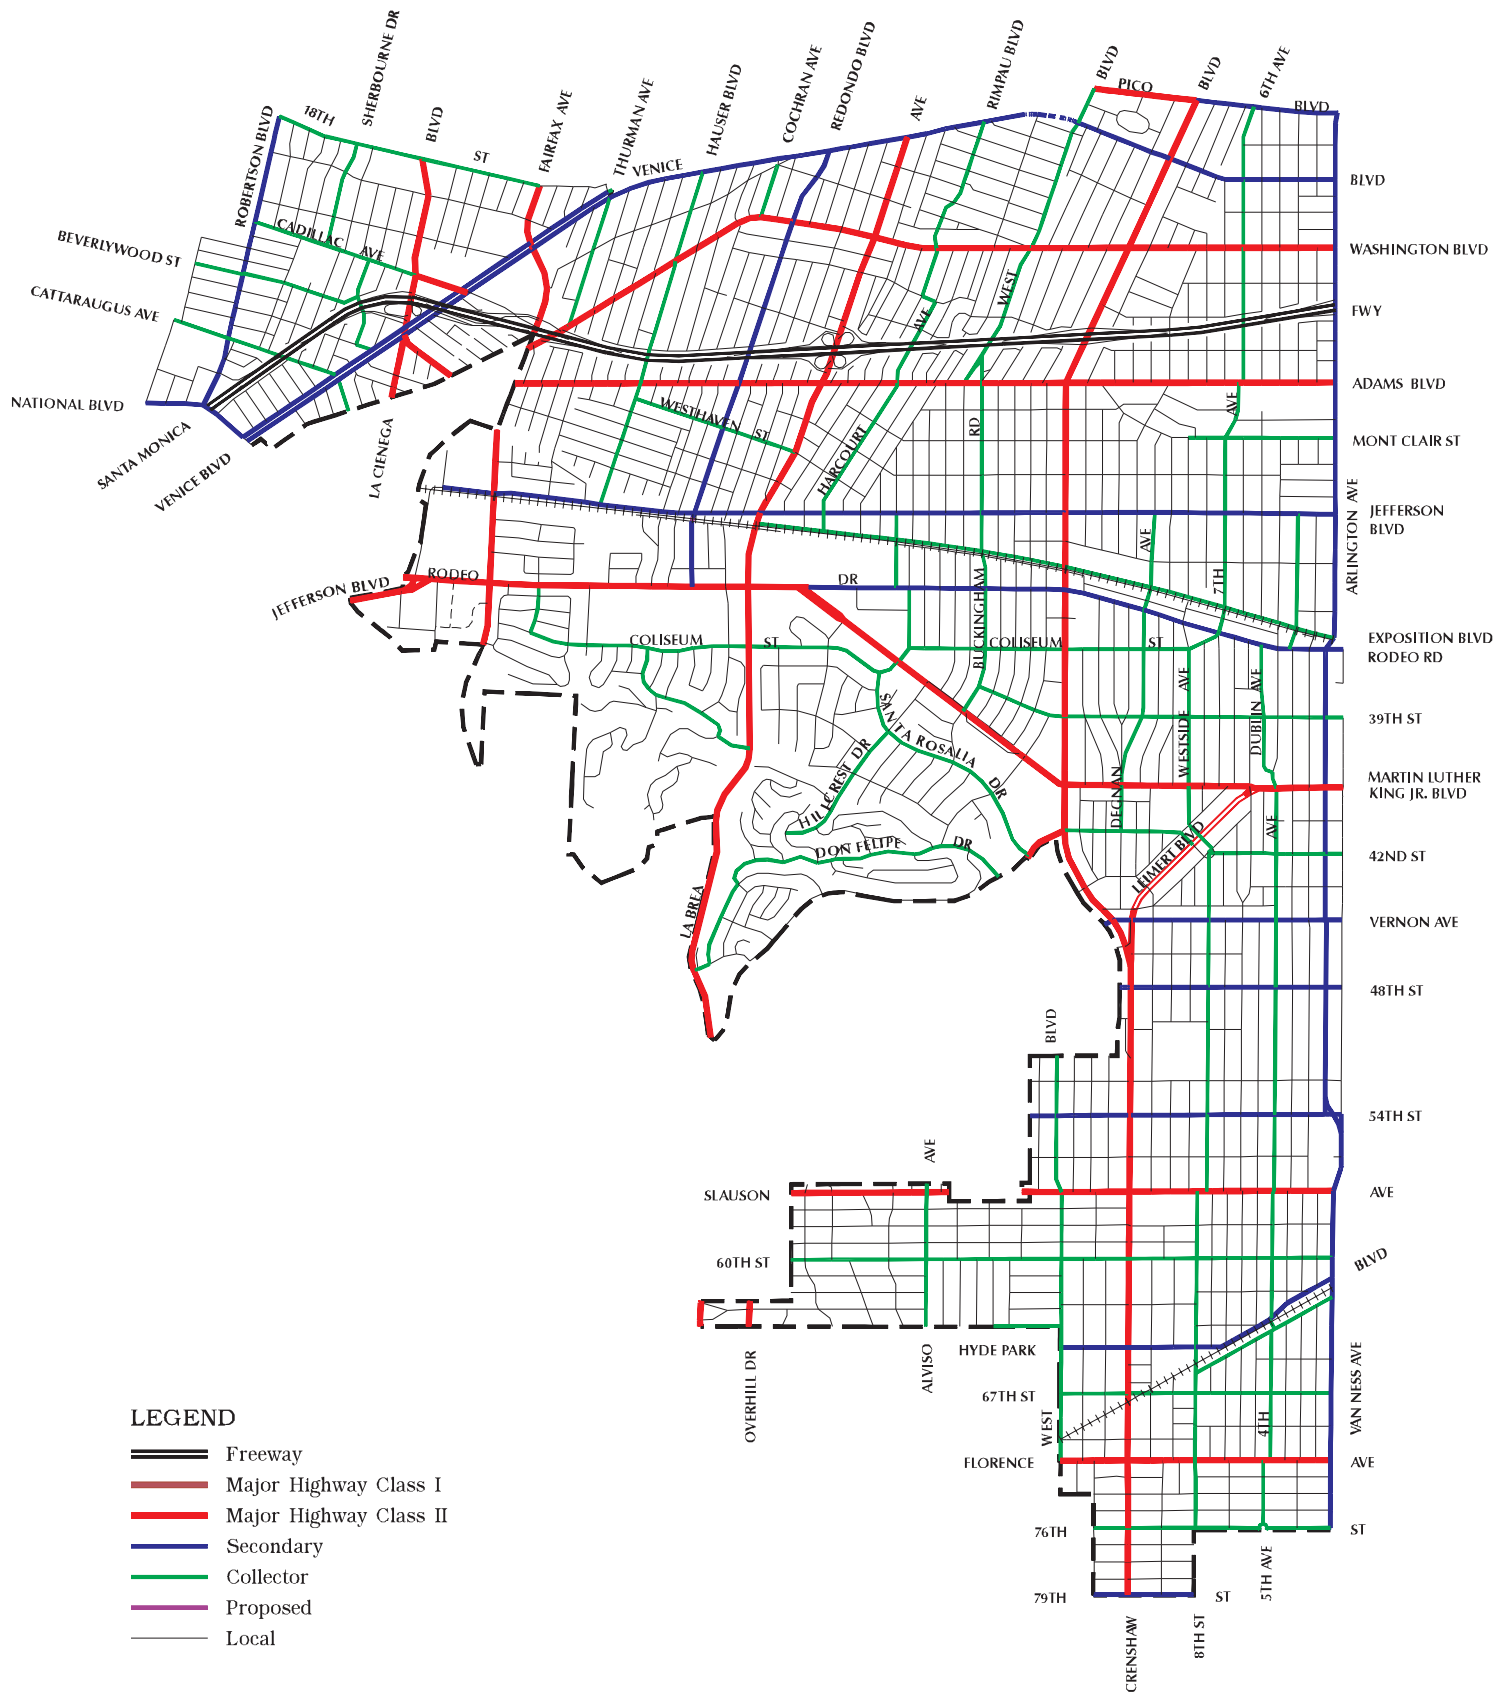 SHERBOURNE DR
BLVD
FAIRFAX AVE
THURMAN AVE
HAUSER BLVD
COCHRAN AVE
REDONDO BLVD
AVE
RIMPAU BLVD
BLVD
PICO
BLVD
6TH AVE
BLVD
ROBERTSON BLVD
18TH
ST
VENICE
BLVD
BEVERLYWOOD ST
CADILLAC AVE
WASHINGTON BLVD
CATTARAUGUS AVE
WEST
AVE
FWY
NATIONAL BLVD
ADAMS BLVD
SANTA MONICA
VENICE BLVD
LA CIENEGA
WESTHAVEN ST
HARCOURT
RD
AVE
MONT CLAIR ST
ARLINGTON AVE
JEFFERSON
BLVD
AVE
7TH
JEFFERSON BLVD
RODEO
DR
BUCKINGHAM
COLISEUM
ST
COLISEUM
ST
EXPOSITION BLVD
RODEO RD
SANTA ROSALIA
DR
HILLCREST DR
WESTSIDE
AVE
DUBLIN AVE
39TH ST
DEGNAN
MARTIN LUTHER
KING JR. BLVD
AVE
LEIMERT BLVD
DON FELIPE
DR
42ND ST
LA BREA
VERNON AVE
48TH ST
BLVD
54TH ST
AVE
SLAUSON
AVE
60TH ST
BLVD
OVERHILL DR
ALVISO
HYDE PARK
67TH ST
WEST
4TH
VAN NESS AVE
FLORENCE
AVE
76TH
ST
5TH AVE
79TH
ST
CRENSHAW
8TH ST
LEGEND
Freeway
Major Highway Class I
Major Highway Class II
Secondary
Collector
Proposed
Local